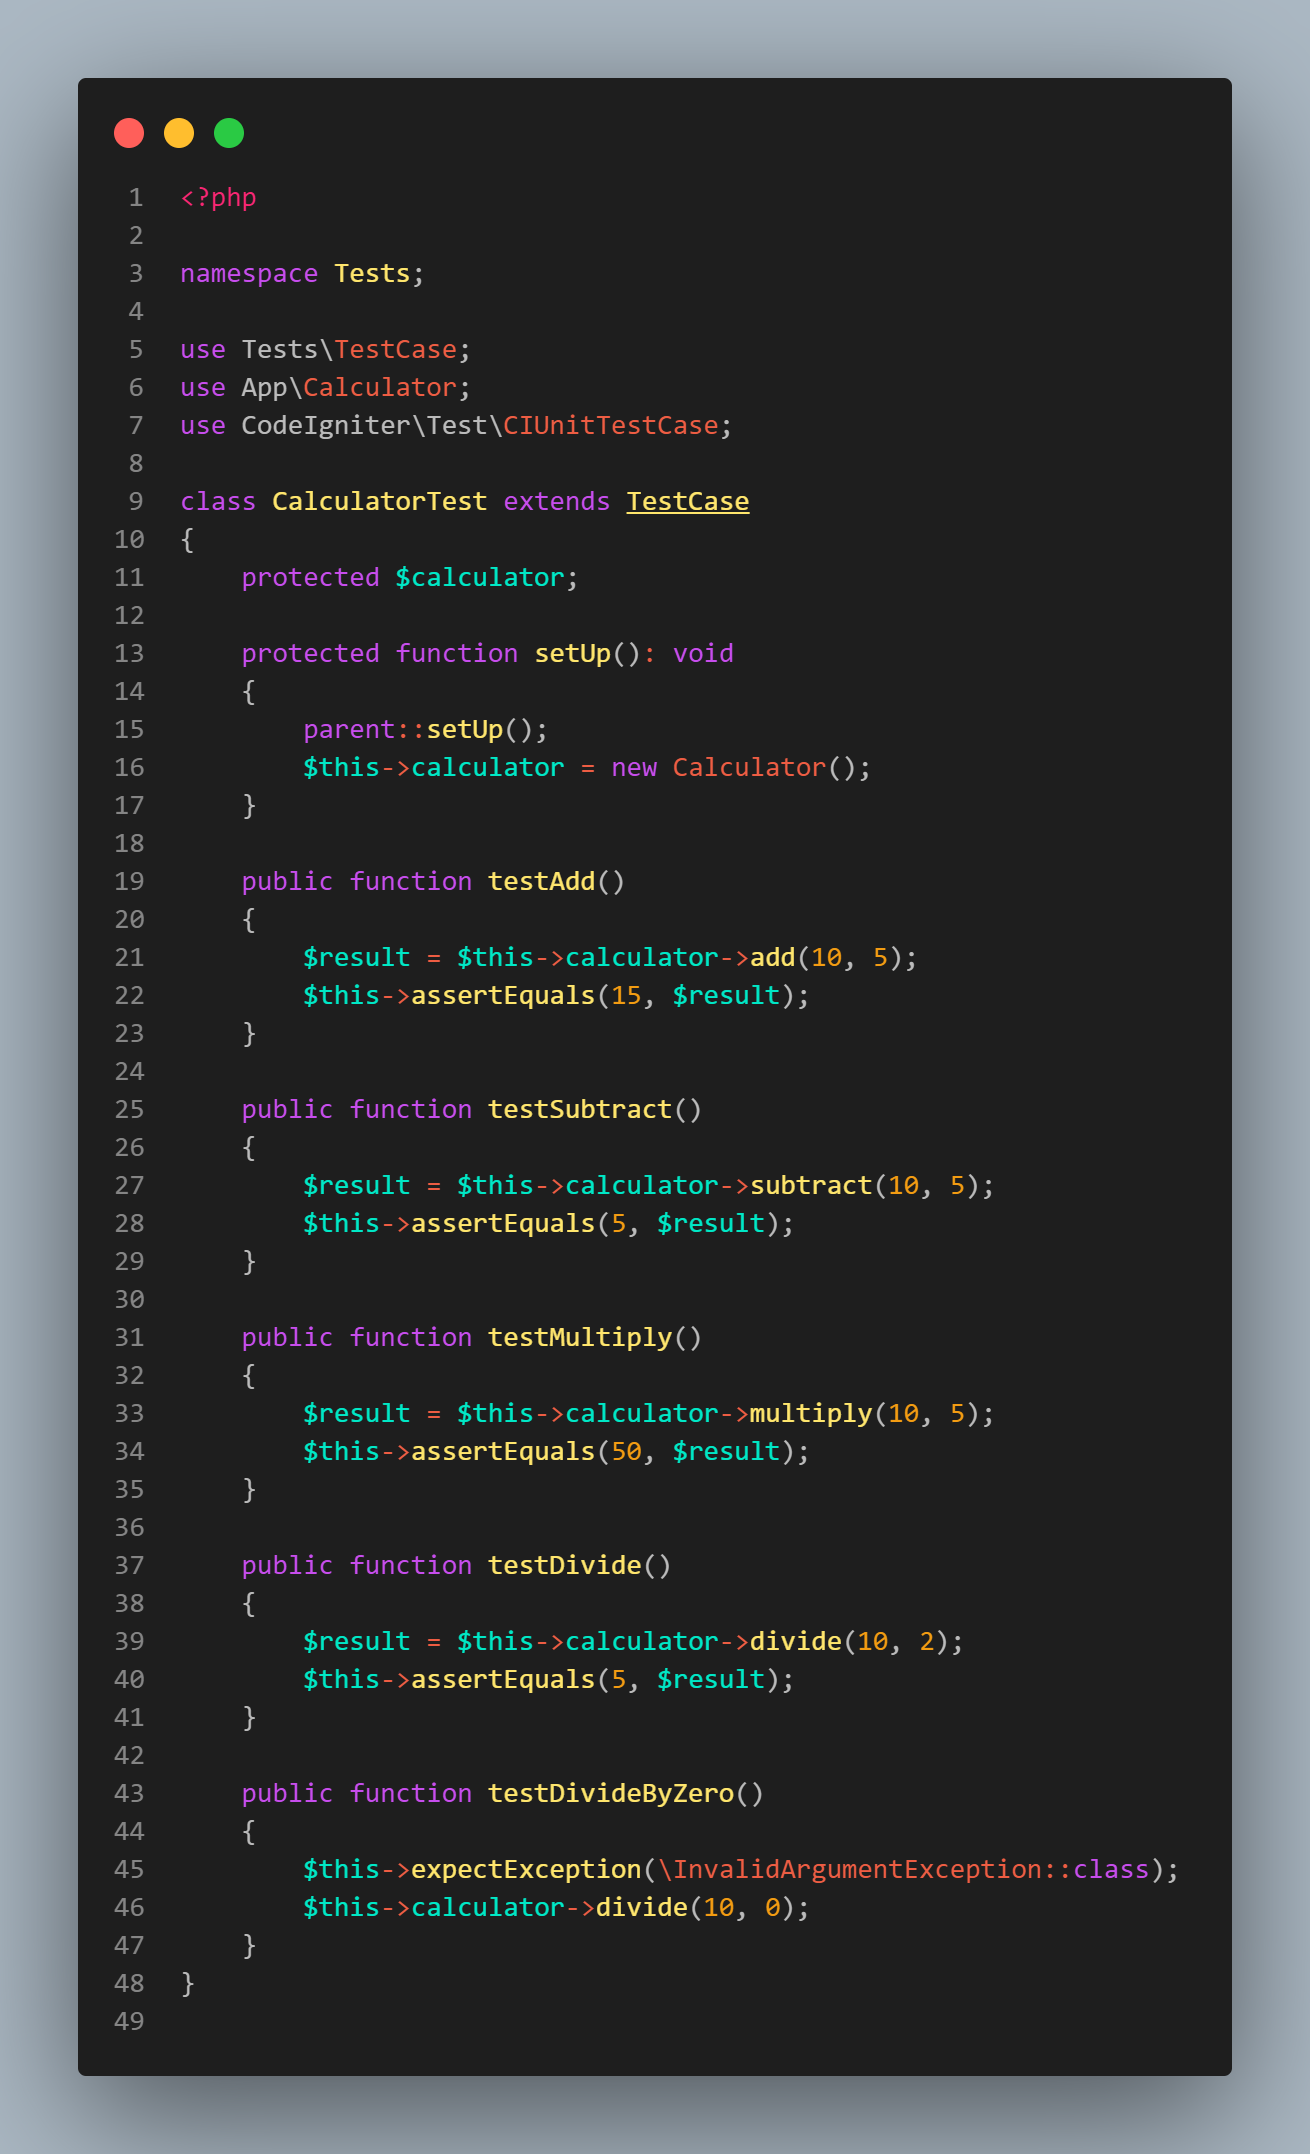 1 <?php
2
3 namespace Tests;
4
5 use Tests\TestCase;
6 use App\Calculator;
7 use CodeIgniter\Test\CIUnitTestCase;
8
9 class CalculatorTest extends TestCase
10 {
11     protected $calculator;
12
13     protected function setUp(): void
14     {
15         parent::setUp();
16         $this->calculator = new Calculator();
17     }
18
19     public function testAdd()
20     {
21         $result = $this->calculator->add(10, 5);
22         $this->assertEquals(15, $result);
23     }
24
25     public function testSubtract()
26     {
27         $result = $this->calculator->subtract(10, 5);
28         $this->assertEquals(5, $result);
29     }
30
31     public function testMultiply()
32     {
33         $result = $this->calculator->multiply(10, 5);
34         $this->assertEquals(50, $result);
35     }
36
37     public function testDivide()
38     {
39         $result = $this->calculator->divide(10, 2);
40         $this->assertEquals(5, $result);
41     }
42
43     public function testDivideByZero()
44     {
45         $this->expectException(\InvalidArgumentException::class);
46         $this->calculator->divide(10, 0);
47     }
48 }
49